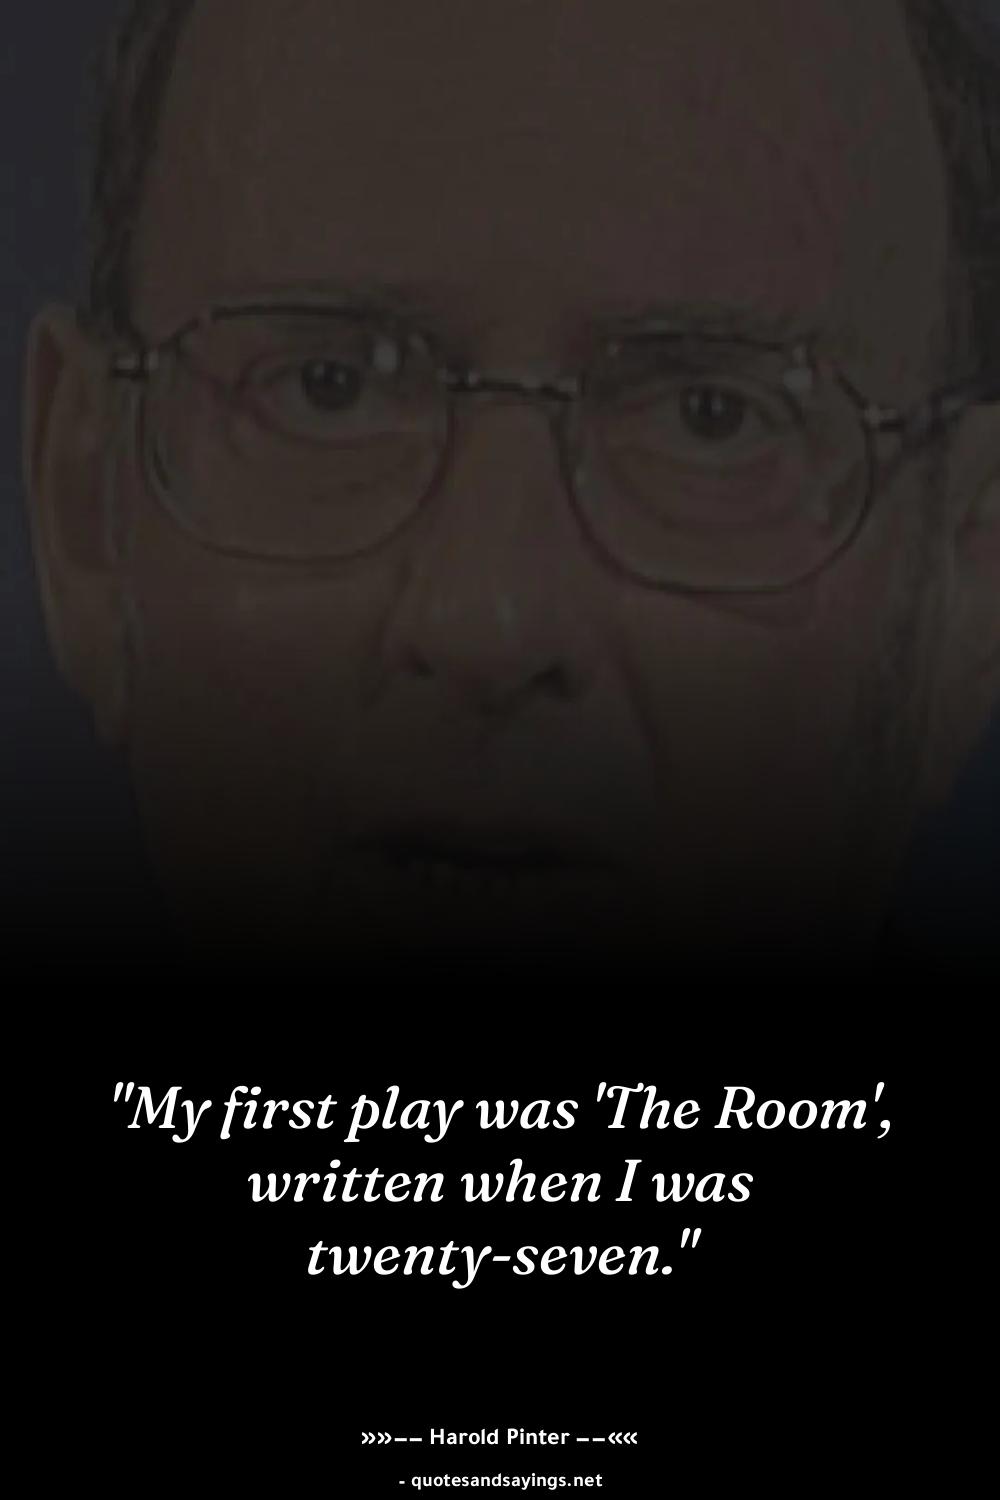 "My first play was 'The Room',
written when I was
twenty-seven."
»»—— Harold Pinter ——««
- quotesandsayings.net